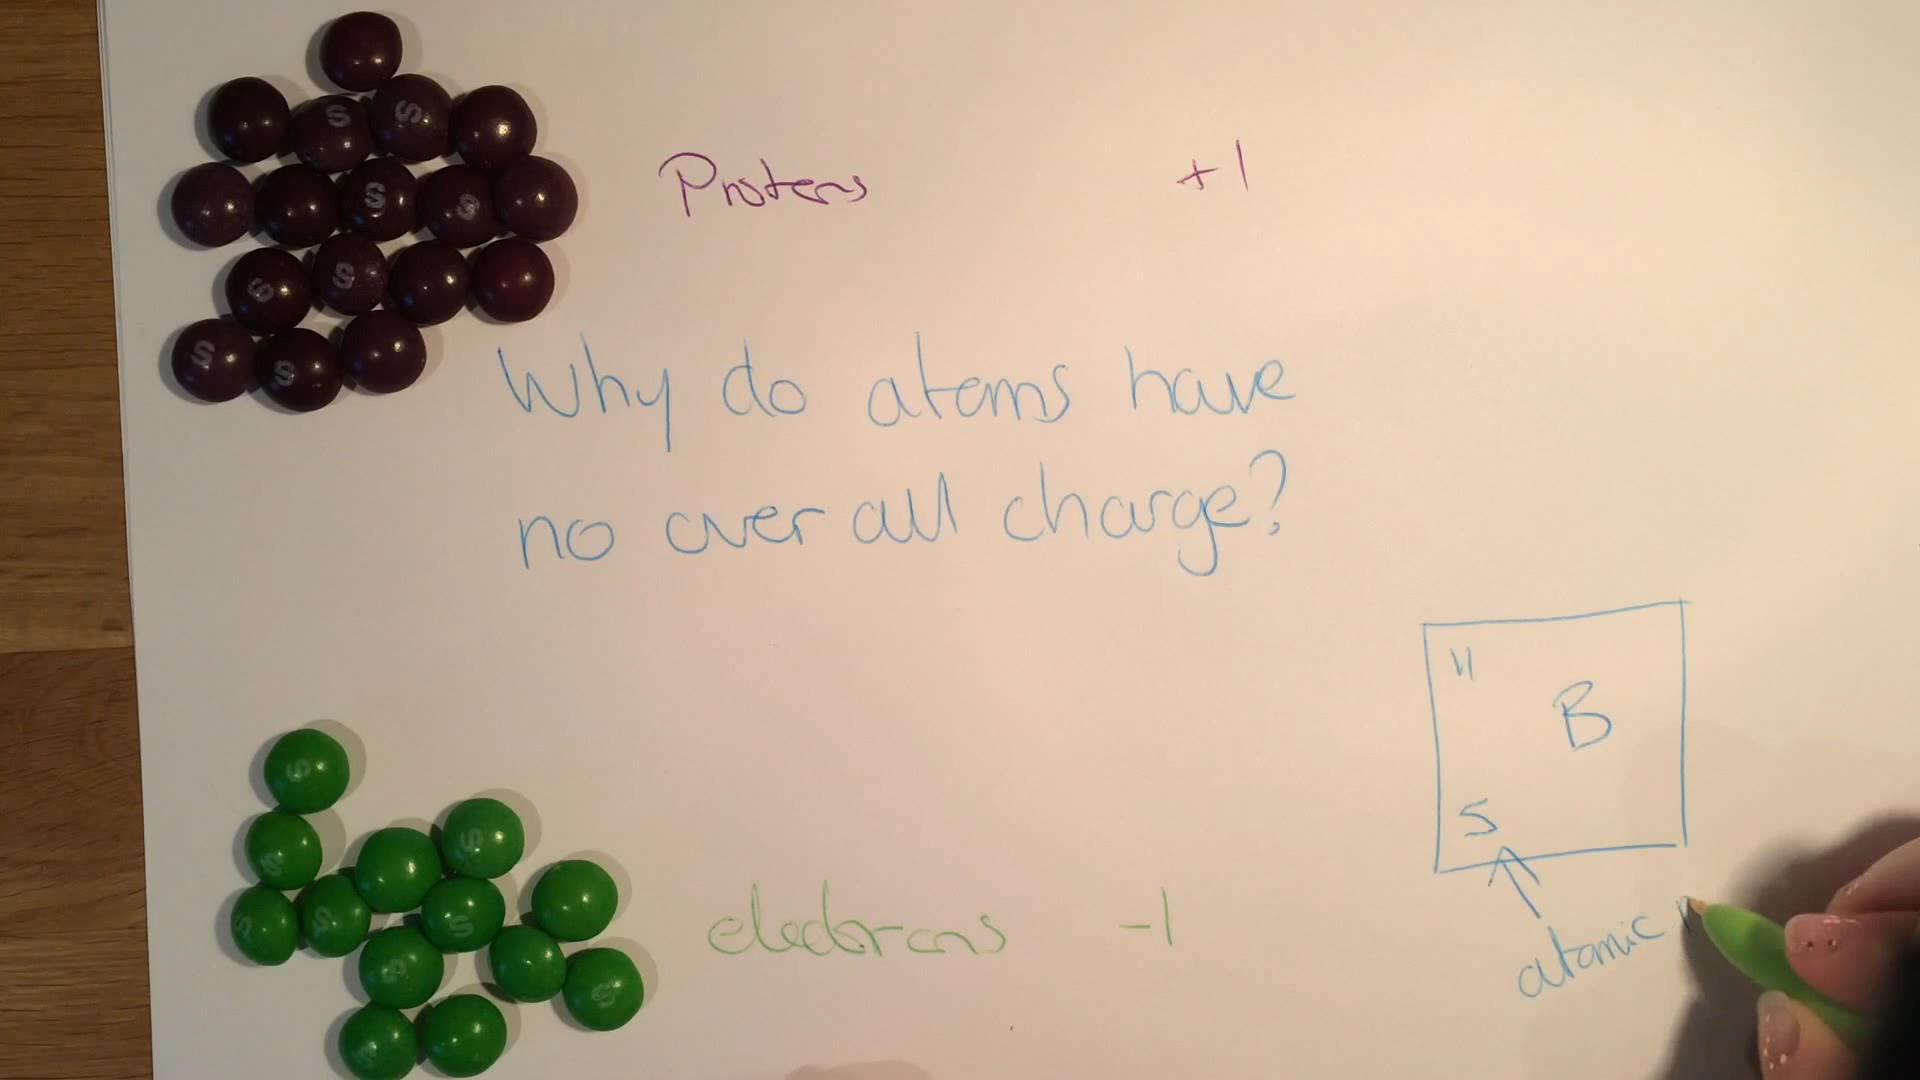 Protons +1
Why do atoms have
no over all charge?
11
B
5
electrons -1
atomic n